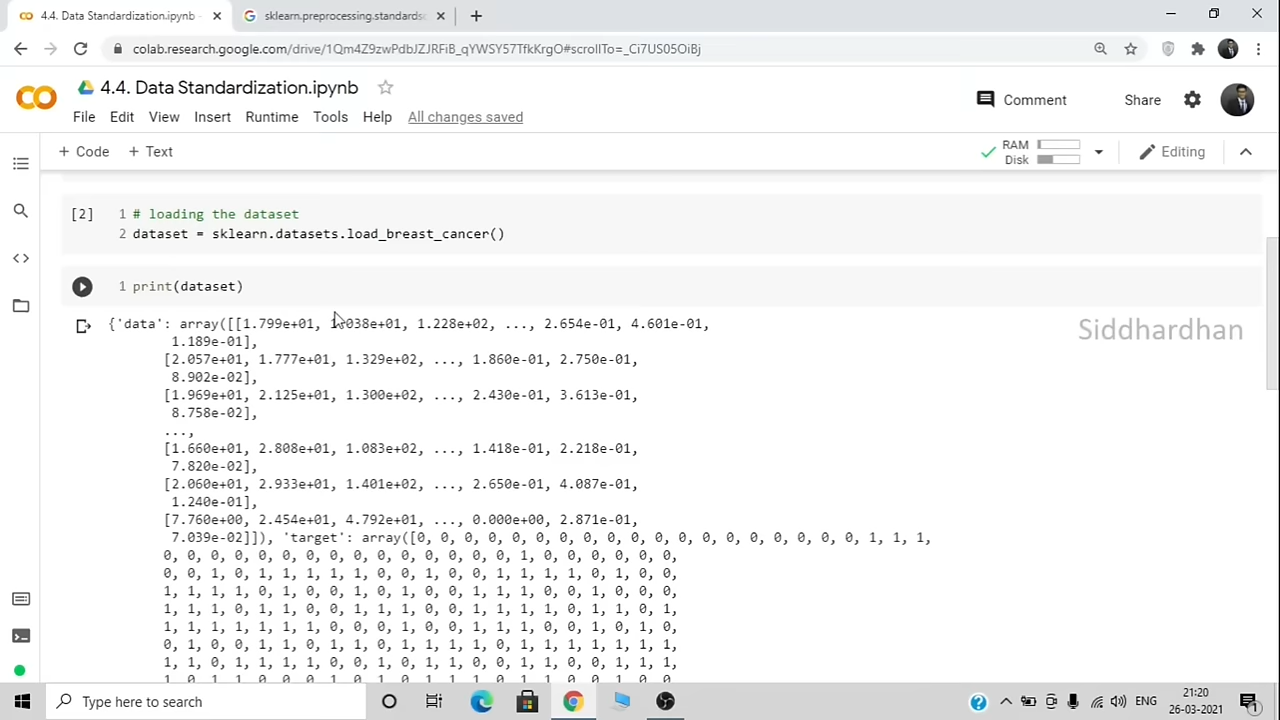 4.4. Data Standardization.ipynb
sklearn.preprocessing.standards
colab.research.google.com/drive/1Qm4Z9zwPdbJZJRFiB_qYWSY57TfkKrgO#scrollTo=_Ci7US05OiBj
4.4. Data Standardization.ipynb
Comment
Share
File Edit View Insert Runtime Tools Help All changes saved
+ Code + Text
RAM
Disk
Editing
[2] 1 # loading the dataset
2 dataset = sklearn.datasets.load_breast_cancer()
1 print(dataset)
{'data': array([[1.799e+01, 1.038e+01, 1.228e+02, ..., 2.654e-01, 4.601e-01,
Siddhardhan
1.189e-01],
[2.057e+01, 1.777e+01, 1.329e+02, ..., 1.860e-01, 2.750e-01,
8.902e-02],
[1.969e+01, 2.125e+01, 1.300e+02, ..., 2.430e-01, 3.613e-01,
8.758e-02],
...,
[1.660e+01, 2.808e+01, 1.083e+02, ..., 1.418e-01, 2.218e-01,
7.820e-02],
[2.060e+01, 2.933e+01, 1.401e+02, ..., 2.650e-01, 4.087e-01,
1.240e-01],
[7.760e+00, 2.454e+01, 4.792e+01, ..., 0.000e+00, 2.871e-01,
7.039e-02]]), 'target': array([0, 0, 0, 0, 0, 0, 0, 0, 0, 0, 0, 0, 0, 0, 0, 0, 0, 0, 0, 1, 1, 1,
0, 0, 0, 0, 0, 0, 0, 0, 0, 0, 0, 0, 0, 0, 0, 1, 0, 0, 0, 0, 0, 0,
0, 0, 1, 0, 1, 1, 1, 1, 1, 0, 0, 1, 0, 0, 1, 1, 1, 1, 0, 1, 0, 0,
1, 1, 1, 1, 0, 1, 0, 0, 1, 0, 1, 0, 0, 1, 1, 1, 0, 0, 1, 0, 0, 0,
1, 1, 1, 0, 1, 1, 0, 0, 1, 1, 1, 0, 0, 1, 1, 1, 1, 0, 1, 1, 0, 1,
1, 1, 1, 1, 1, 1, 1, 0, 0, 0, 1, 0, 0, 1, 1, 1, 0, 0, 1, 0, 1, 0,
0, 1, 0, 0, 1, 1, 0, 1, 1, 0, 1, 1, 1, 1, 0, 1, 1, 1, 1, 1, 1, 1,
1, 1, 0, 1, 1, 1, 1, 0, 0, 1, 0, 1, 1, 0, 0, 1, 1, 0, 0, 1, 1, 1,
Type here to search
ENG
21:20
26-03-2021